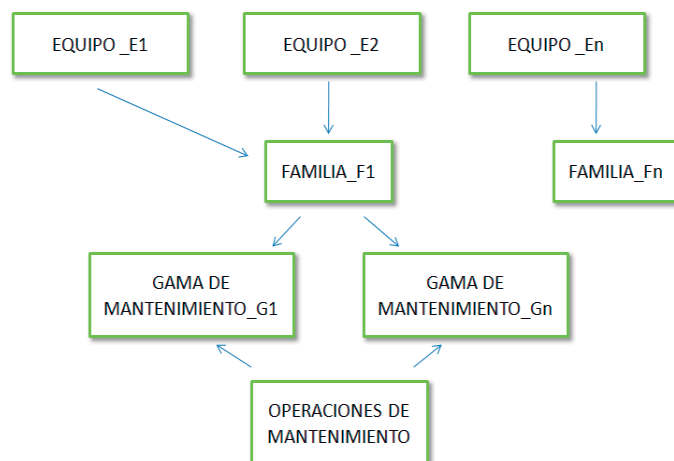 EQUIPO _E1
EQUIPO _E2
EQUIPO _En
FAMILIA_F1
FAMILIA_Fn
GAMA DE
MANTENIMIENTO_G1
GAMA DE
MANTENIMIENTO_Gn
OPERACIONES DE
MANTENIMIENTO